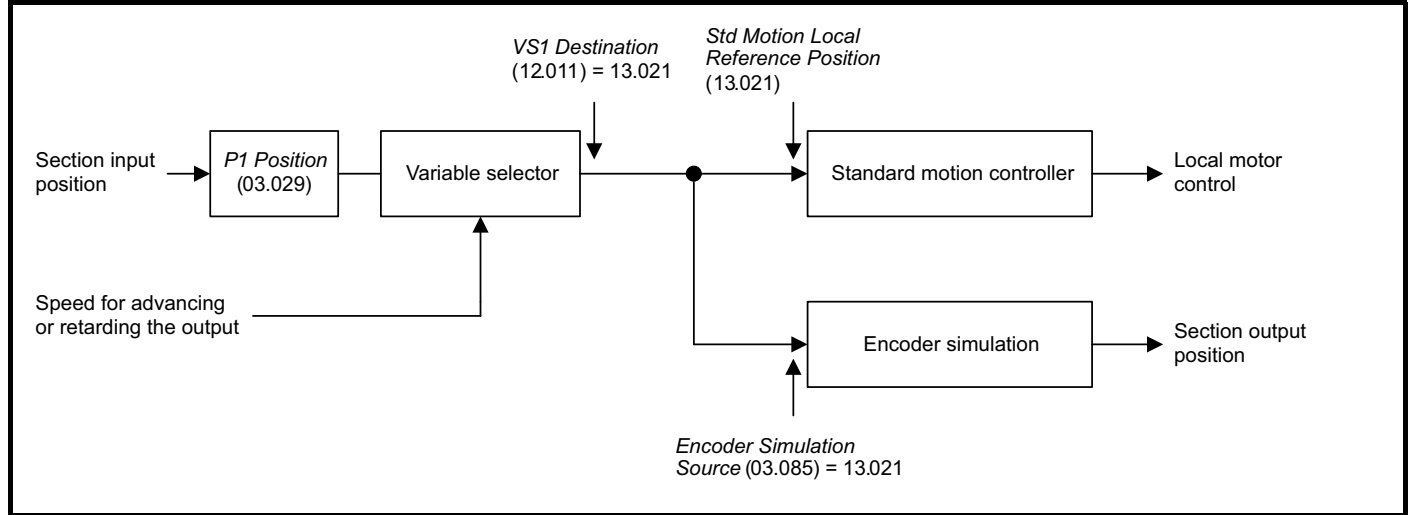 VS1 Destination
(12.011) = 13.021
Std Motion Local
Reference Position
(13.021)
Section input
position
P1 Position
(03.029)
Variable selector
Standard motion controller
Local motor
control
Speed for advancing
or retarding the output
Encoder simulation
Section output
position
Encoder Simulation
Source (03.085) = 13.021